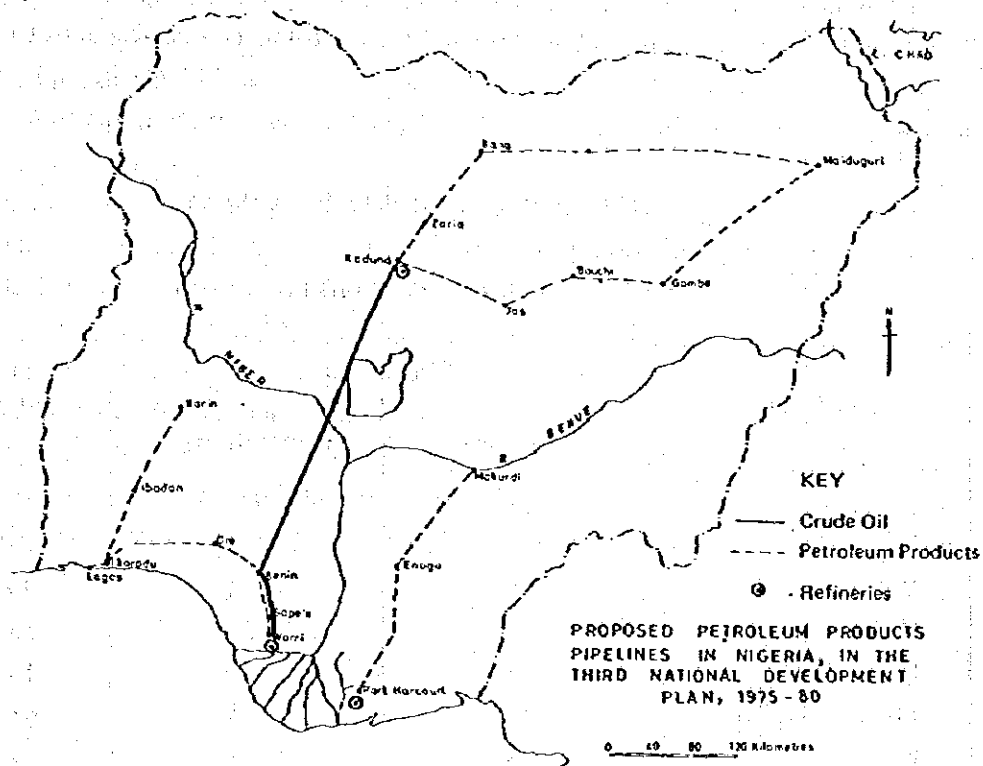 L. CHAD
Kano
Maiduguri
Zaria
Kaduna
Bauchi
Gombe
Jos
N
NIGER
BENUE
R
Ilorin
Makurdi
Ibadan
KEY
Crude Oil
Ore
Petroleum Products
Enugu
Ikorodu
Benin
Lagos
Refineries
Sapele
Warri
PROPOSED PETROLEUM PRODUCTS
PIPELINES IN NIGERIA, IN THE
THIRD NATIONAL DEVELOPMENT
PLAN, 1975-80
Port Harcourt
0 40 80 120 Kilometres